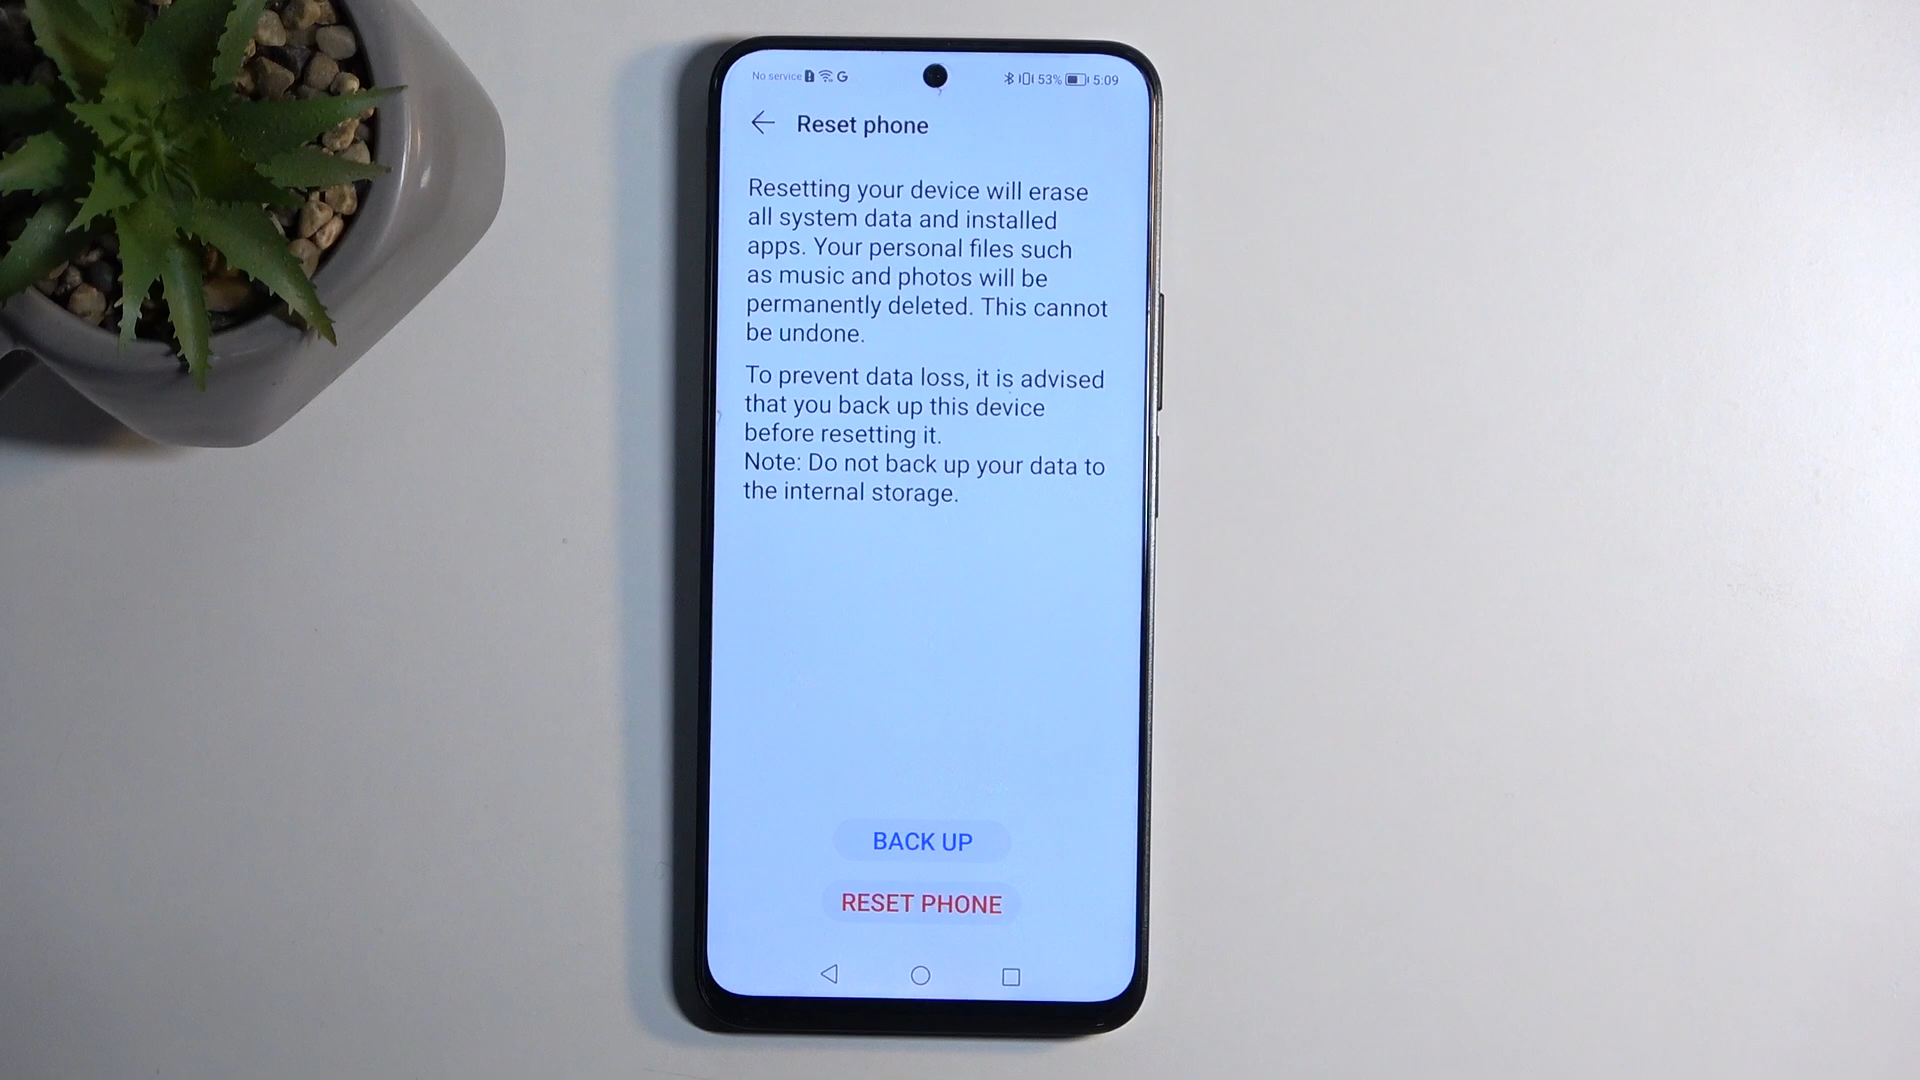 No service G 53% 5:09
Reset phone
Resetting your device will erase
all system data and installed
apps. Your personal files such
as music and photos will be
permanently deleted. This cannot
be undone.
To prevent data loss, it is advised
that you back up this device
before resetting it.
Note: Do not back up your data to
the internal storage.
BACK UP
RESET PHONE